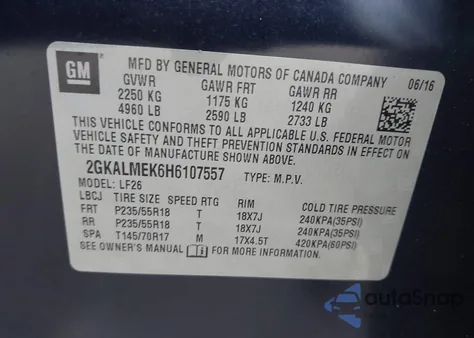 GM
MFD BY GENERAL MOTORS OF CANADA COMPANY 06/16
GVWR GAWR FRT GAWR RR
2250 KG 1175 KG 1240 KG
4960 LB 2590 LB 2733 LB
THIS VEHICLE CONFORMS TO ALL APPLICABLE U.S. FEDERAL MOTOR
VEHICLE SAFETY, BUMPER, AND THEFT PREVENTION STANDARDS IN EFFECT ON
THE DATE OF MANUFACTURE SHOWN ABOVE.
2GKALMEK6H6107557 TYPE: M.P.V.
MODEL: LF26
LBCJ TIRE SIZE SPEED RTG RIM COLD TIRE PRESSURE
FRT P235/55R18 T 18X7J 240KPA(35PSI)
RR P235/55R18 T 18X7J 240KPA(35PSI)
SPA T145/70R17 M 17X4.5T 420KPA(60PSI)
SEE OWNER'S MANUAL FOR ADDITIONAL INFORMATION.
autoSnap